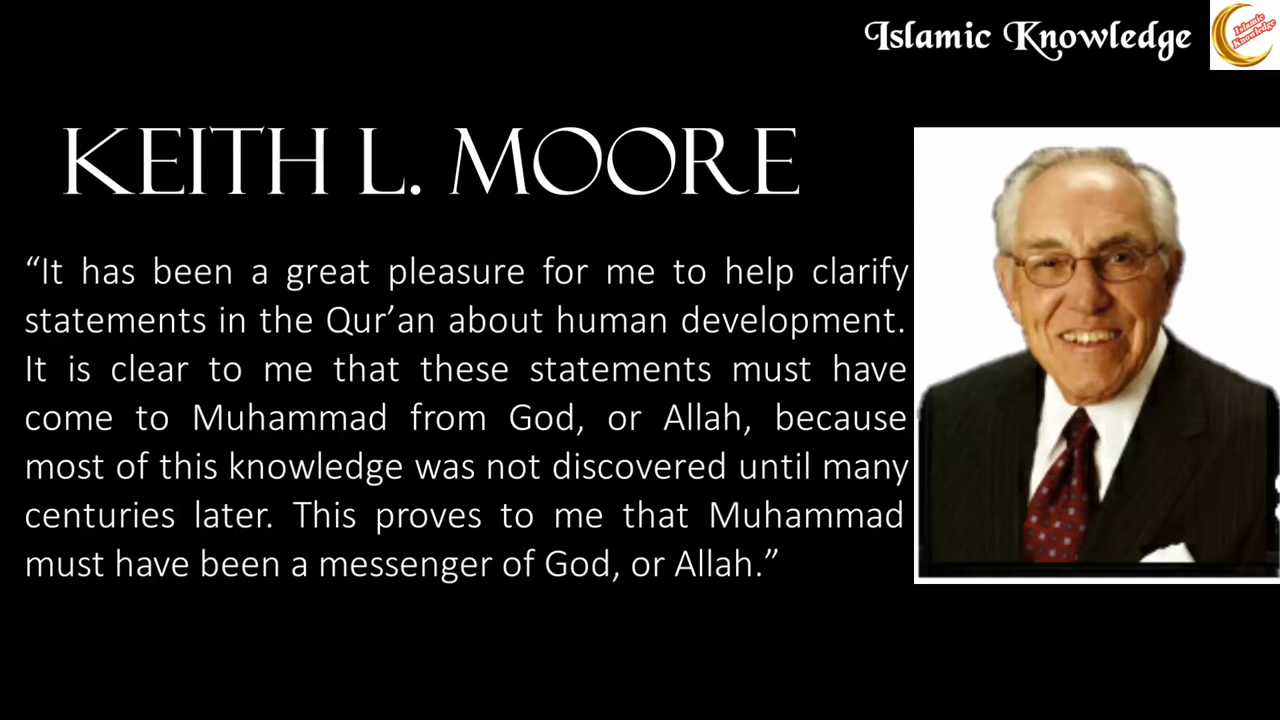 Islamic Knowledge
Islamic
Knowledge
KEITH L. MOORE
“It has been a great pleasure for me to help clarify
statements in the Qur’an about human development.
It is clear to me that these statements must have
come to Muhammad from God, or Allah, because
most of this knowledge was not discovered until many
centuries later. This proves to me that Muhammad
must have been a messenger of God, or Allah.”